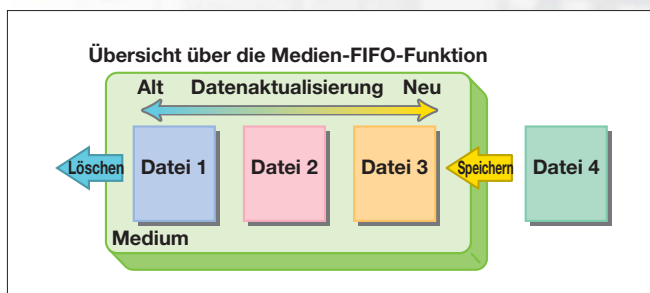 Übersicht über die Medien-FIFO-Funktion
Alt Datenaktualisierung Neu
Löschen Datei 1 Datei 2 Datei 3 Speichern Datei 4
Medium